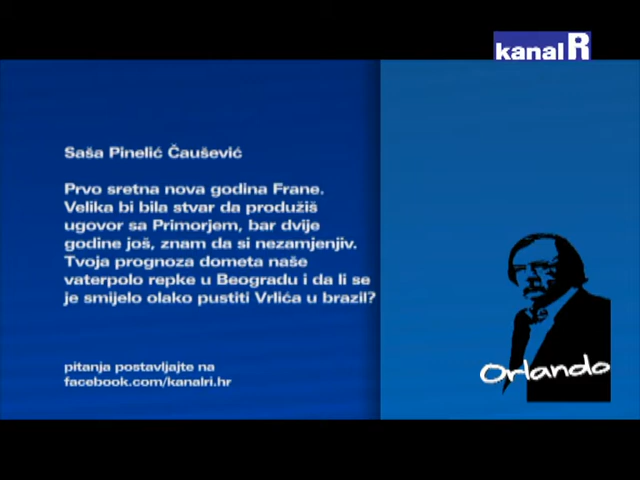 kanal R
Saša Pinelić Čaušević
Prvo sretna nova godina Frane.
Velika bi bila stvar da produžiš
ugovor sa Primorjem, bar dvije
godine još, znam da si nezamjenjiv.
Tvoja prognoza dometa naše
vaterpolo repke u Beogradu i da li se
je smijelo olako pustiti Vrlića u brazil?
pitanja postavljajte na
facebook.com/kanalri.hr
Orlando